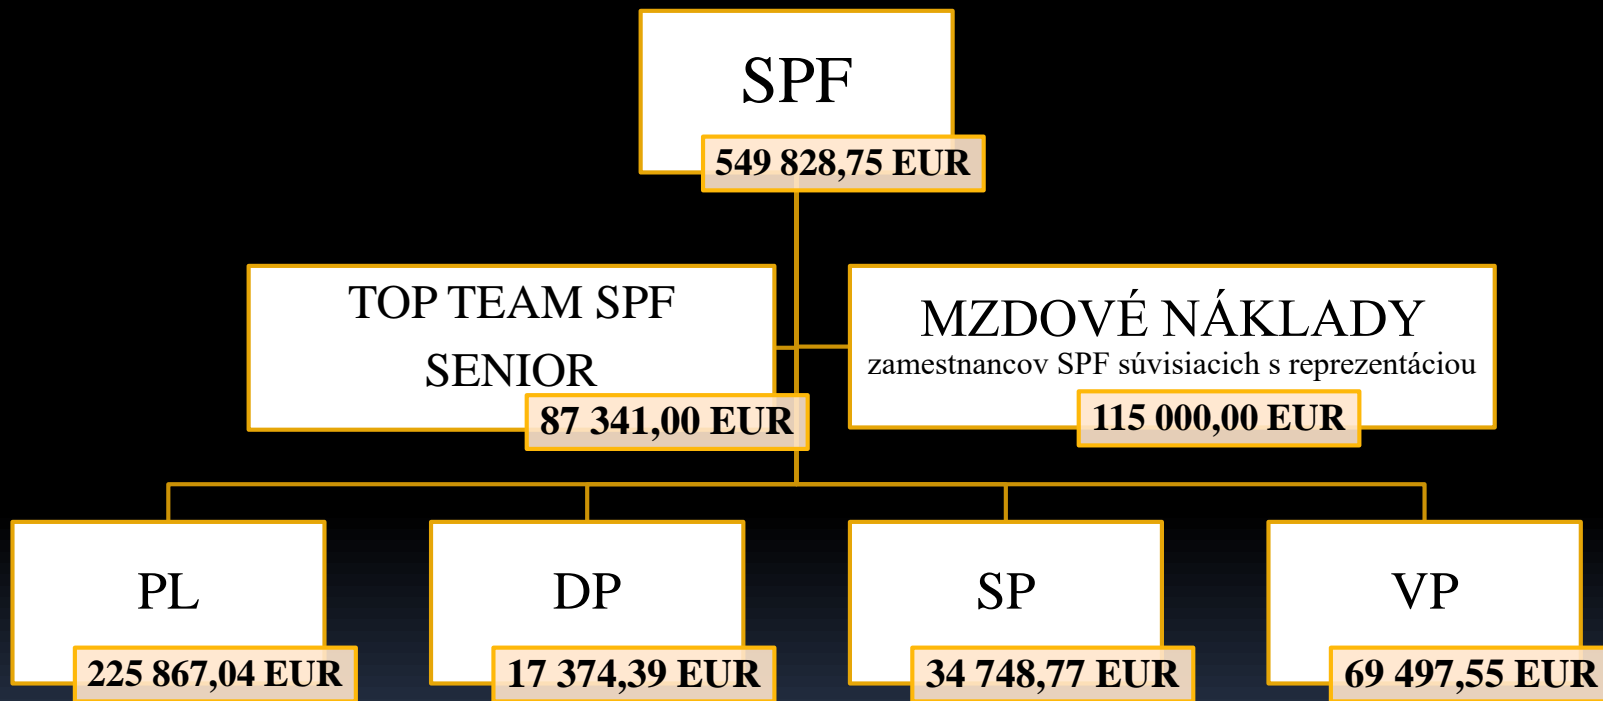 SPF
549 828,75 EUR
TOP TEAM SPF
SENIOR
87 341,00 EUR
MZDOVÉ NÁKLADY
zamestnancov SPF súvisiacich s reprezentáciou
115 000,00 EUR
PL
225 867,04 EUR
DP
17 374,39 EUR
SP
34 748,77 EUR
VP
69 497,55 EUR